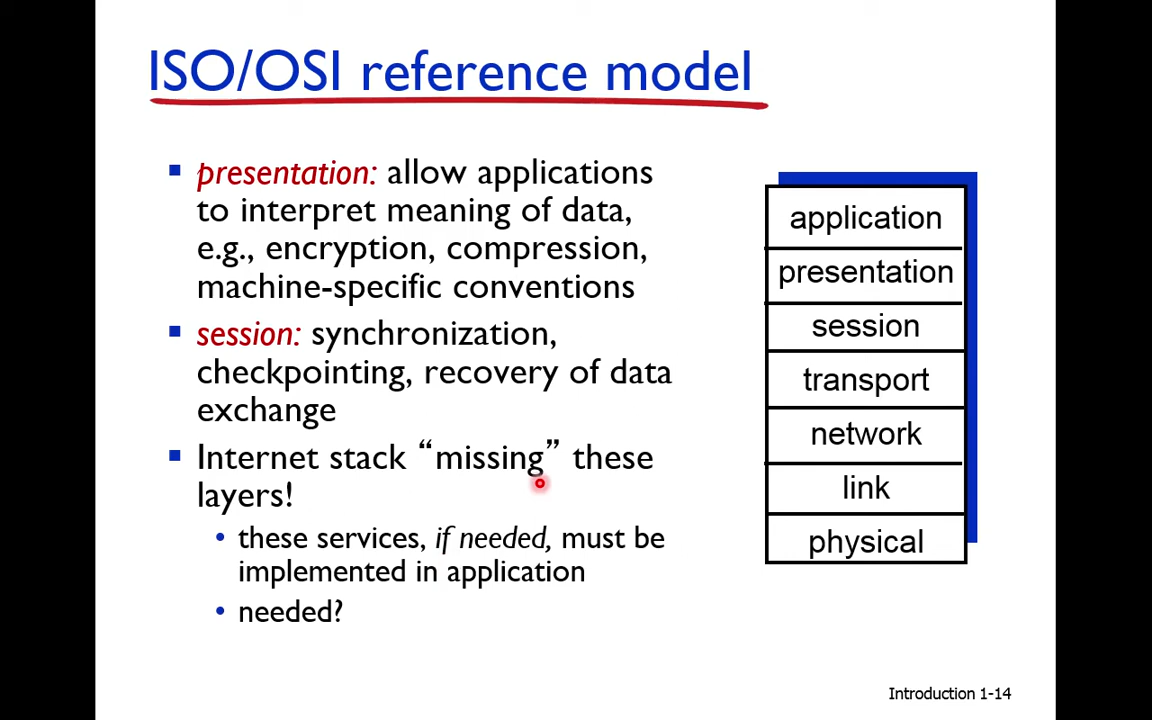 ISO/OSI reference model
presentation: allow applications
to interpret meaning of data,
e.g., encryption, compression,
machine-specific conventions
session: synchronization,
checkpointing, recovery of data
exchange
Internet stack “missing” these
layers!
these services, if needed, must be
implemented in application
needed?
application
presentation
session
transport
network
link
physical
Introduction 1-14